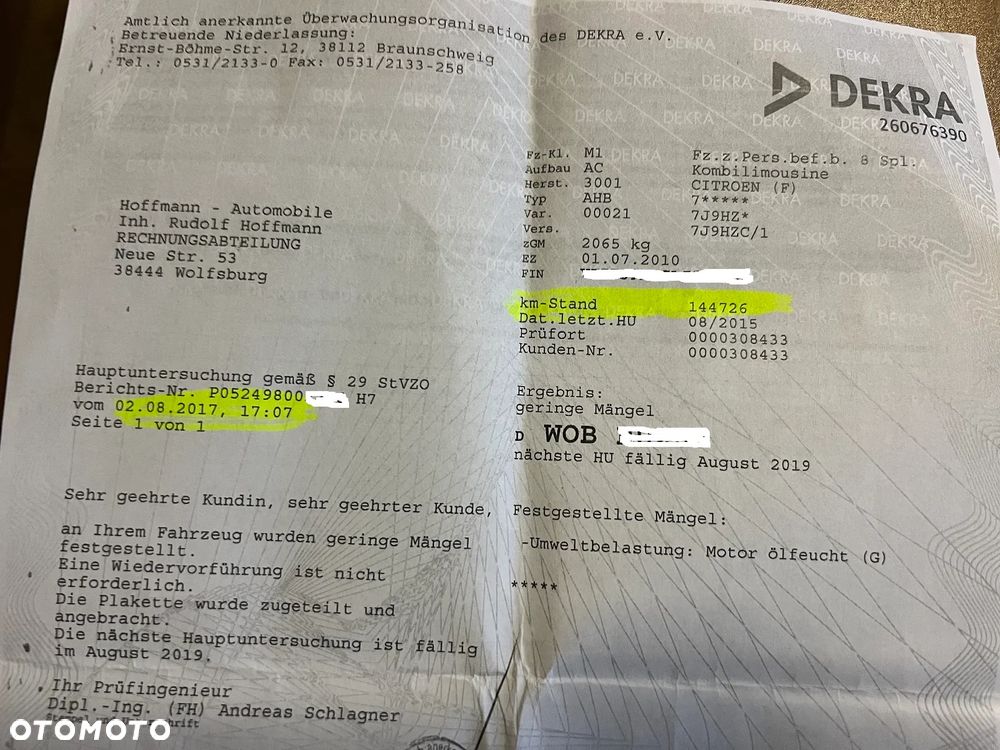 Amtlich anerkannte Überwachungsorganisation des DEKRA e.V.
Betreuende Niederlassung:
Ernst-Böhme-Str. 12, 38112 Braunschweig
Tel.: 0531/2133-0 Fax: 0531/2133-258
DEKRA
260676390
Fz-Kl. M1 Fz.z.Pers.bef.b. 8 Spl.
Aufbau AC Kombilimousine
Herst. 3001 CITROEN (F)
Typ AHB 7*****
Var. 00021 7J9HZ*
Vers. 7J9HZC/1
zGM 2065 kg
EZ 01.07.2010
FIN
km-Stand 144726
Dat.letzt.HU 08/2015
Prüfort 0000308433
Kunden-Nr. 0000308433
Hoffmann - Automobile
Inh. Rudolf Hoffmann
RECHNUNGSABTEILUNG
Neue Str. 53
38444 Wolfsburg
Hauptuntersuchung gemäß § 29 StVZO
Berichts-Nr. P05249800 H7
vom 02.08.2017, 17:07
Seite 1 von 1
Ergebnis:
geringe Mängel
D WOB
nächste HU fällig August 2019
Sehr geehrte Kundin, sehr geehrter Kunde,
an Ihrem Fahrzeug wurden geringe Mängel
festgestellt.
Eine Wiedervorführung ist nicht
erforderlich.
Die Plakette wurde zugeteilt und
angebracht.
Die nächste Hauptuntersuchung ist fällig
im August 2019.
Ihr Prüfingenieur
Dipl.-Ing. (FH) Andreas Schlagner
Festgestellte Mängel:
-Umweltbelastung: Motor ölfeucht (G)
*****
OTOMOTO